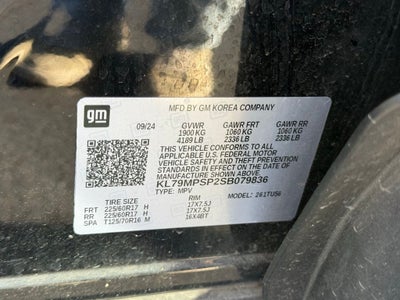 gm
MFD BY GM KOREA COMPANY
09/24 GVWR GAWR FRT GAWR RR
1900 KG 1060 KG 1060 KG
4189 LB 2336 LB 2336 LB
THIS VEHICLE CONFORMS TO ALL
APPLICABLE U.S. FEDERAL MOTOR
VEHICLE SAFETY AND THEFT PREVENTION
STANDARDS IN EFFECT ON THE DATE OF
MANUFACTURE SHOWN ABOVE.
KL79MPSP2SB079836
TYPE: MPV MODEL: 261TU56
TIRE SIZE RIM
FRT 225/60R17 H 17X7.5J
RR 225/60R17 H 17X7.5J
SP T125/70R16 M 16X4BT